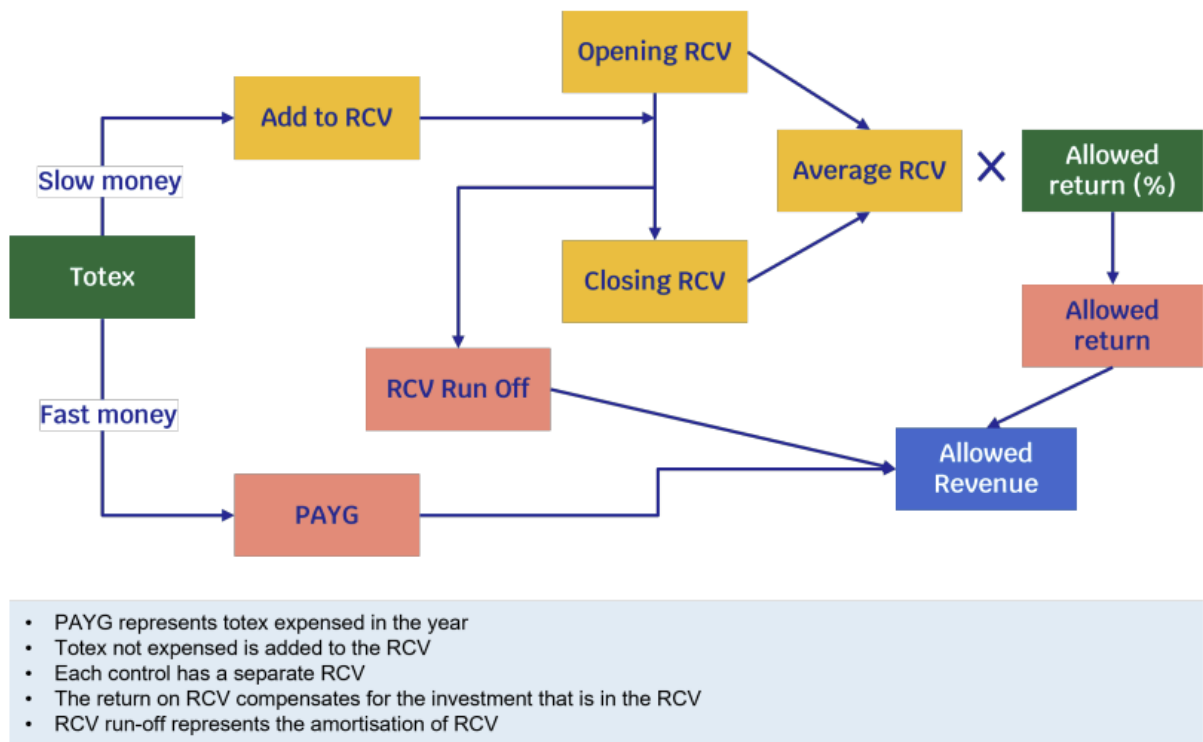 Opening RCV
Add to RCV
Average RCV
Allowed
return (%)
Slow money
Totex
Closing RCV
Allowed
return
RCV Run Off
Fast money
Allowed
Revenue
PAYG
• PAYG represents totex expensed in the year
• Totex not expensed is added to the RCV
• Each control has a separate RCV
• The return on RCV compensates for the investment that is in the RCV
• RCV run-off represents the amortisation of RCV